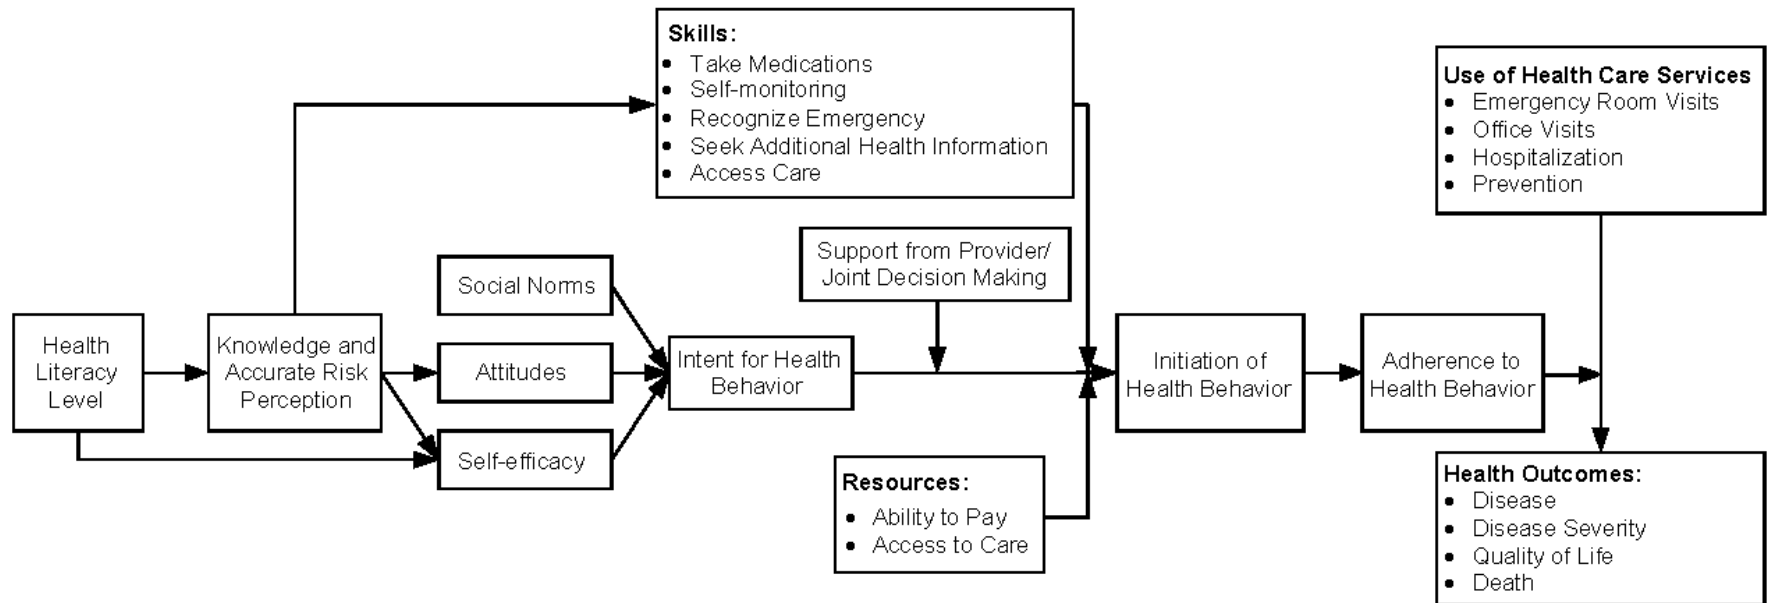 Skills:
• Take Medications
• Self-monitoring
• Recognize Emergency
• Seek Additional Health Information
• Access Care
Use of Health Care Services
• Emergency Room Visits
• Office Visits
• Hospitalization
• Prevention
Support from Provider/
Joint Decision Making
Social Norms
Health
Literacy
Level
Knowledge and
Accurate Risk
Perception
Attitudes
Self-efficacy
Intent for Health
Behavior
Initiation of
Health Behavior
Adherence to
Health Behavior
Resources:
• Ability to Pay
• Access to Care
Health Outcomes:
• Disease
• Disease Severity
• Quality of Life
• Death